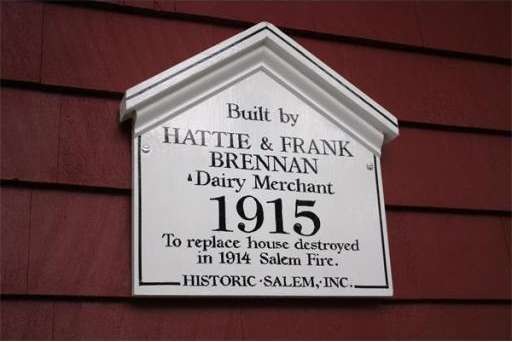 Built by
HATTIE & FRANK
BRENNAN
Dairy Merchant
1915
To replace house destroyed
in 1914 Salem Fire.
HISTORIC·SALEM,·INC.